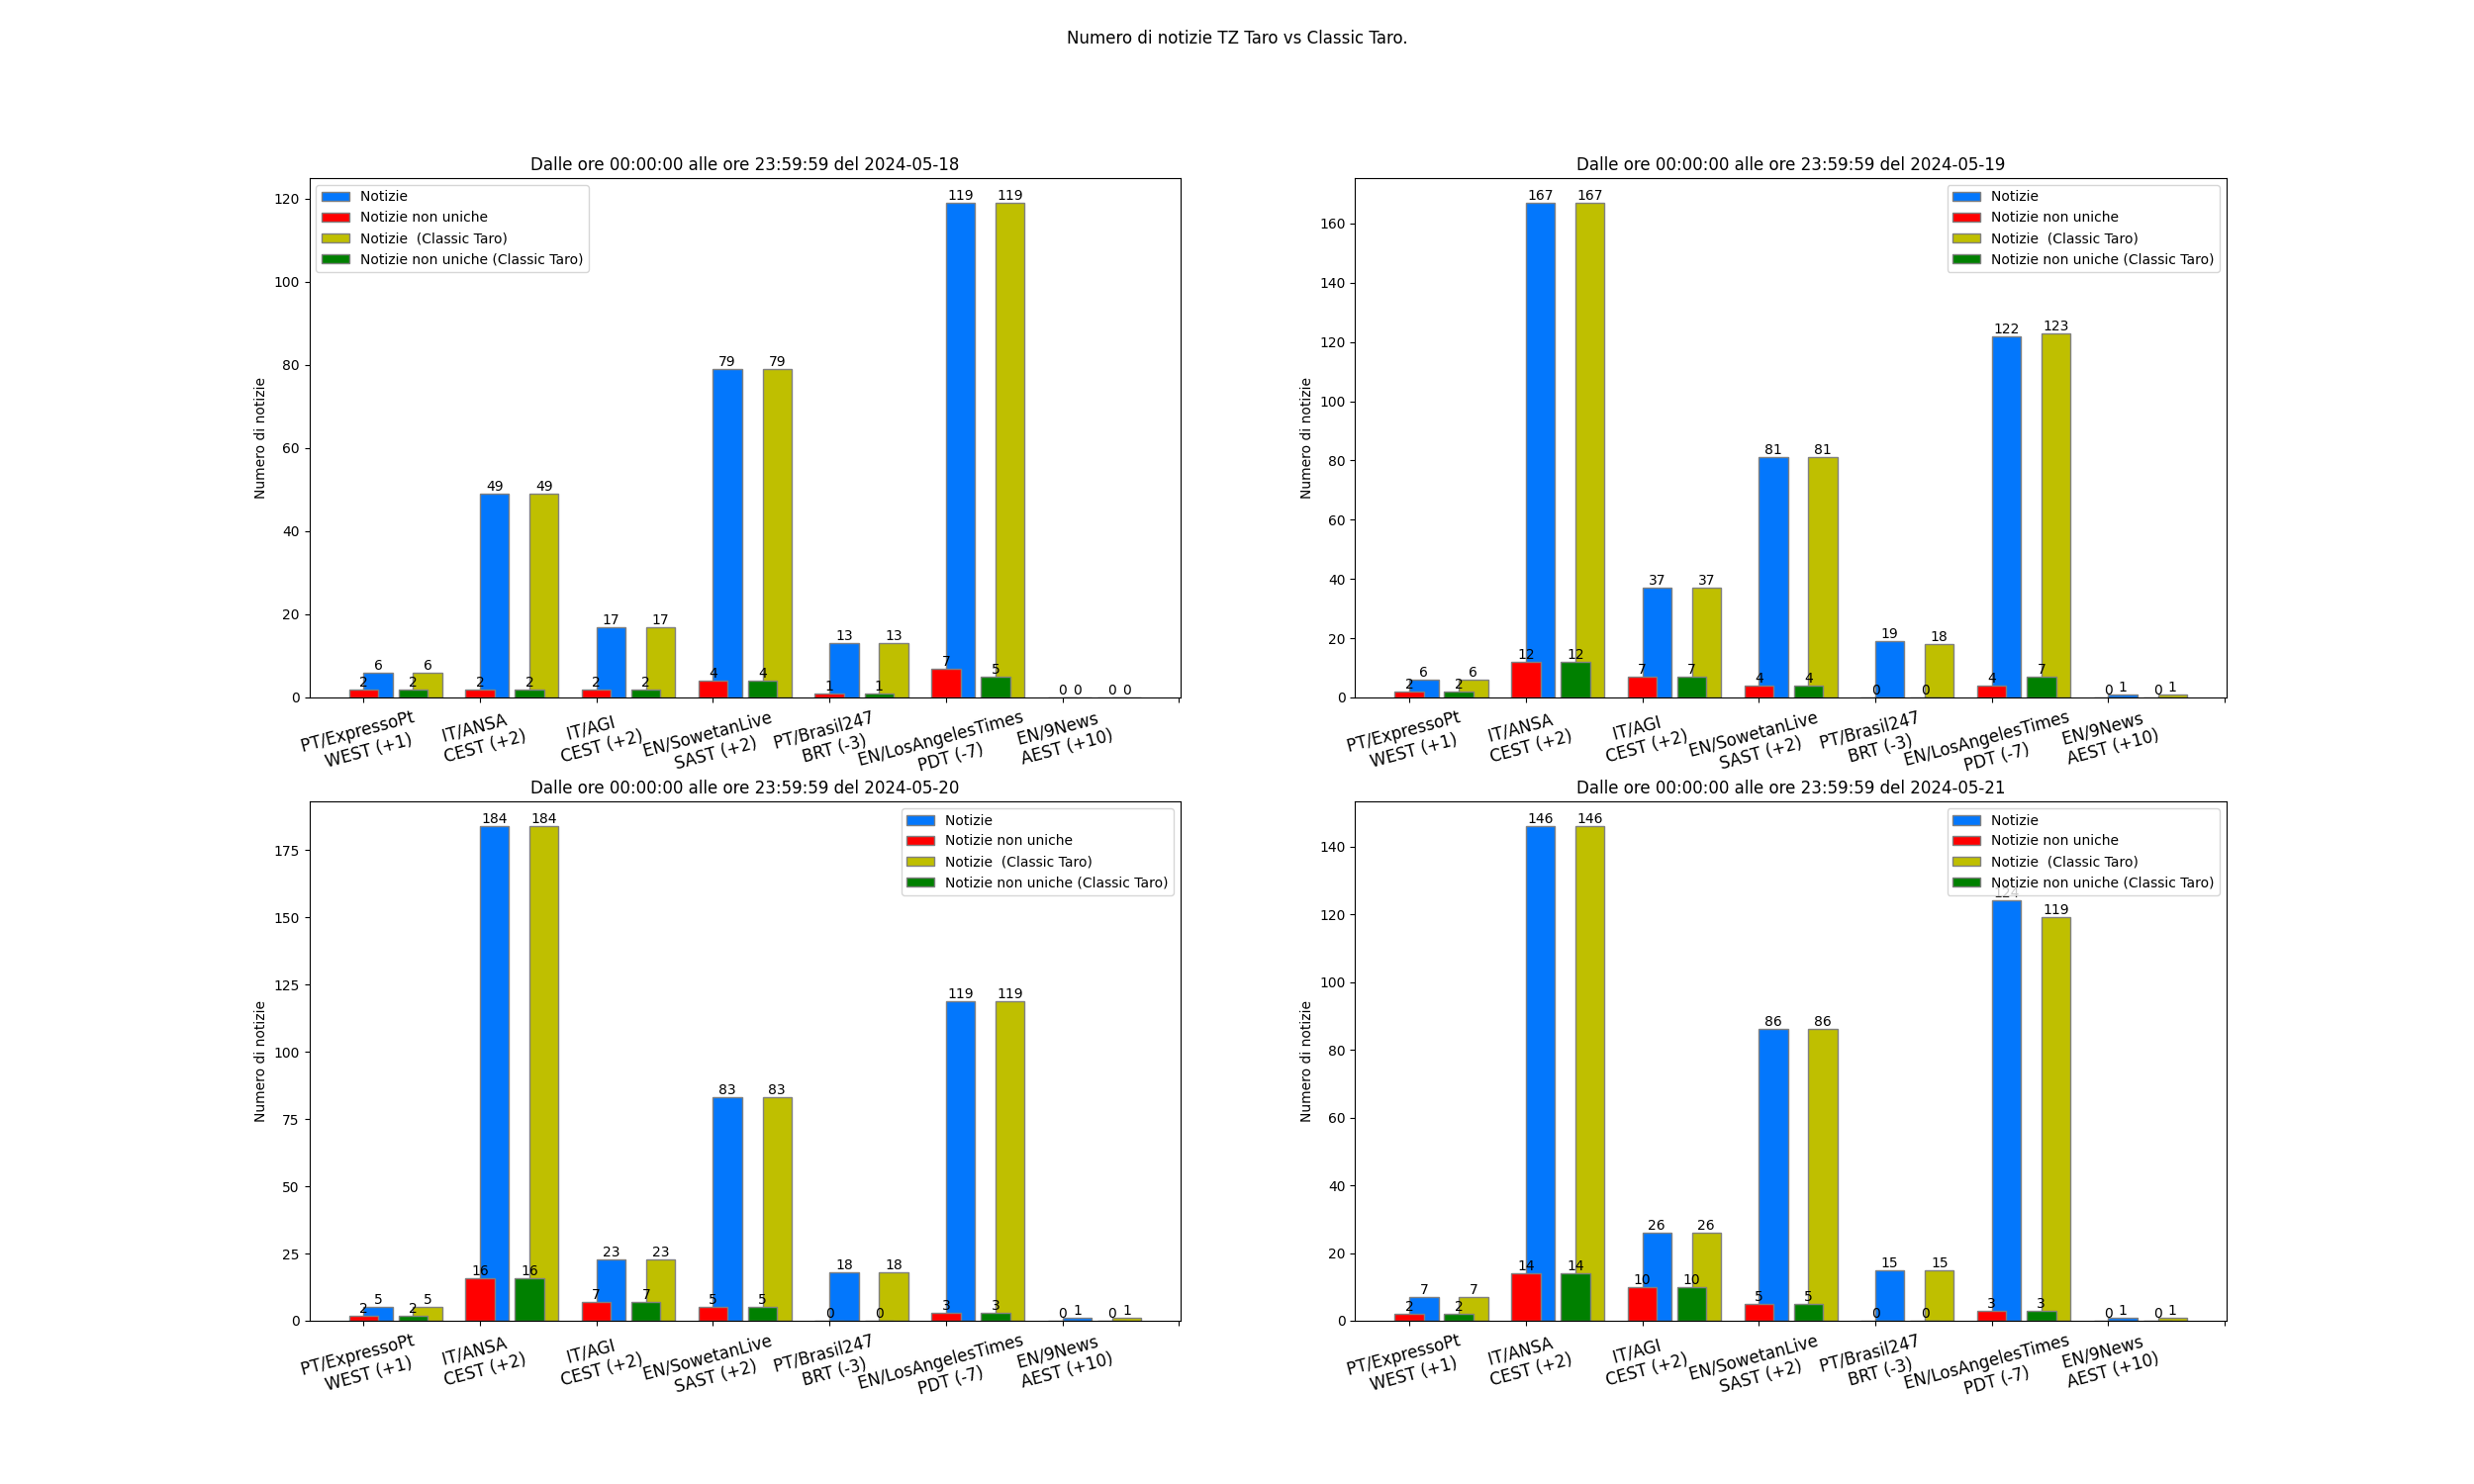 Numero di notizie TZ Taro vs Classic Taro.
Dalle ore 00:00:00 alle ore 23:59:59 del 2024-05-18
Numero di notizie
120
100
80
60
40
20
0
Notizie
Notizie non uniche
Notizie  (Classic Taro)
Notizie non uniche (Classic Taro)
2 6 2 6
2 49 2 49
2 17 2 17
4 79 4 79
1 13 1 13
7 119 5 119
0 0 0 0
PT/ExpressoPt
WEST (+1)
IT/ANSA
CEST (+2)
IT/AGI
CEST (+2)
EN/SowetanLive
SAST (+2)
PT/Brasil247
BRT (-3)
EN/LosAngelesTimes
PDT (-7)
EN/9News
AEST (+10)
Dalle ore 00:00:00 alle ore 23:59:59 del 2024-05-19
Numero di notizie
160
140
120
100
80
60
40
20
0
Notizie
Notizie non uniche
Notizie  (Classic Taro)
Notizie non uniche (Classic Taro)
2 6 2 6
12 167 12 167
7 37 7 37
4 81 4 81
0 19 0 18
4 122 7 123
0 1 0 1
PT/ExpressoPt
WEST (+1)
IT/ANSA
CEST (+2)
IT/AGI
CEST (+2)
EN/SowetanLive
SAST (+2)
PT/Brasil247
BRT (-3)
EN/LosAngelesTimes
PDT (-7)
EN/9News
AEST (+10)
Dalle ore 00:00:00 alle ore 23:59:59 del 2024-05-20
Numero di notizie
175
150
125
100
75
50
25
0
Notizie
Notizie non uniche
Notizie  (Classic Taro)
Notizie non uniche (Classic Taro)
2 5 2 5
16 184 16 184
7 23 7 23
5 83 5 83
0 18 0 18
3 119 3 119
0 1 0 1
PT/ExpressoPt
WEST (+1)
IT/ANSA
CEST (+2)
IT/AGI
CEST (+2)
EN/SowetanLive
SAST (+2)
PT/Brasil247
BRT (-3)
EN/LosAngelesTimes
PDT (-7)
EN/9News
AEST (+10)
Dalle ore 00:00:00 alle ore 23:59:59 del 2024-05-21
Numero di notizie
140
120
100
80
60
40
20
0
Notizie
Notizie non uniche
Notizie  (Classic Taro)
Notizie non uniche (Classic Taro)
2 7 2 7
14 146 14 146
10 26 10 26
5 86 5 86
0 15 0 15
3 124 3 119
0 1 0 1
PT/ExpressoPt
WEST (+1)
IT/ANSA
CEST (+2)
IT/AGI
CEST (+2)
EN/SowetanLive
SAST (+2)
PT/Brasil247
BRT (-3)
EN/LosAngelesTimes
PDT (-7)
EN/9News
AEST (+10)